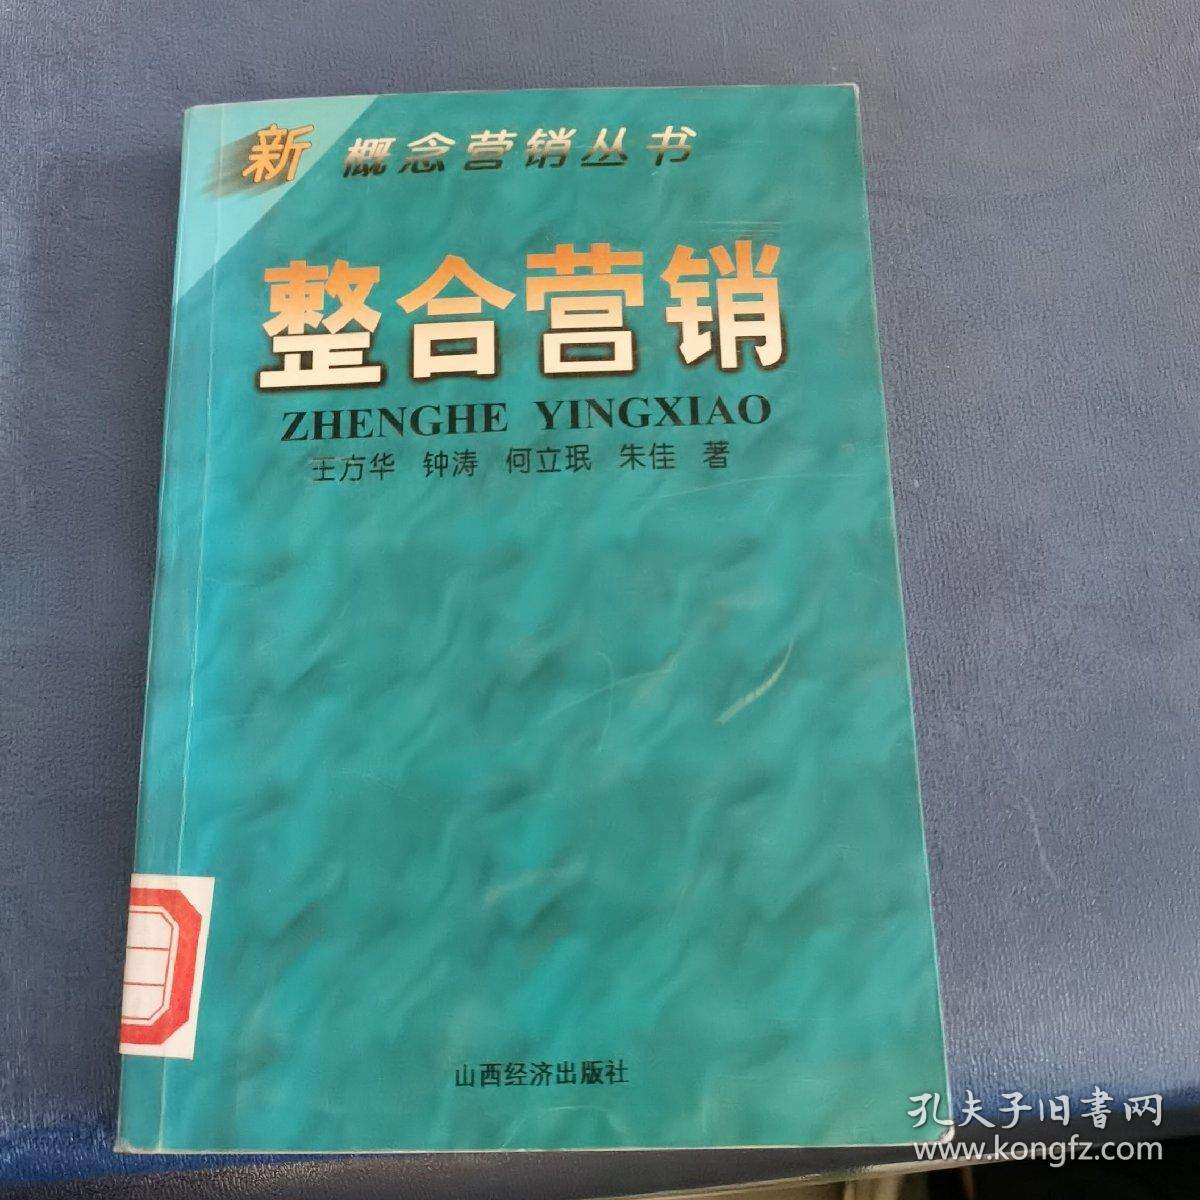 新概念营销丛书
整合营销
ZHENGHE YINGXIAO
王方华 钟涛 何立珉 朱佳 著
山西经济出版社
孔夫子旧書网
www.kongfz.com